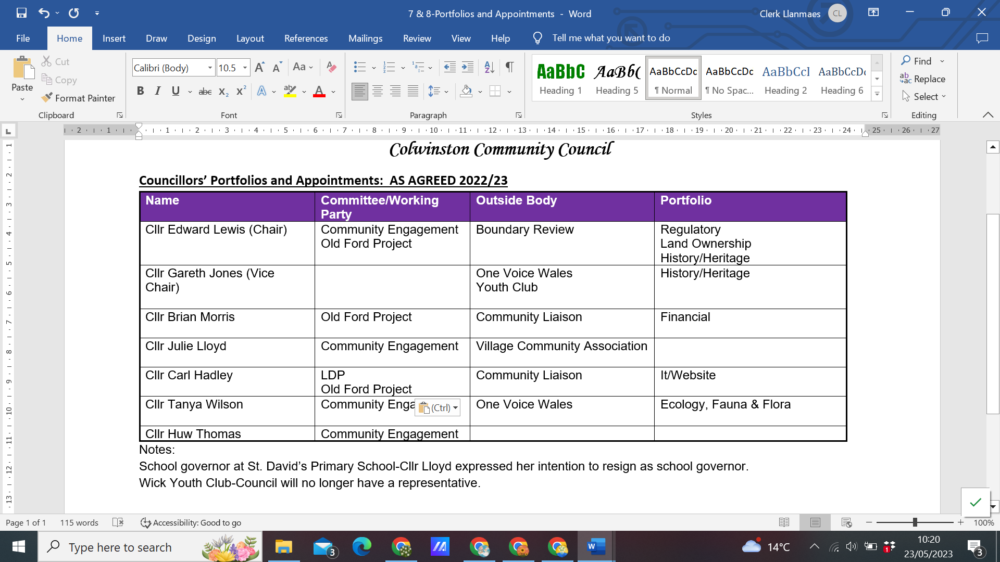 7 & 8-Portfolios and Appointments - Word
Clerk Llanmaes
CL
File Home Insert Draw Design Layout References Mailings Review View Help Tell me what you want to do
Paste
Cut
Copy
Format Painter
Clipboard
Calibri (Body) 10.5
Font
Paragraph
AaBbC AaBb( AaBbCcDc AaBbCcDc AaBbCcI AaBbCcDc
Heading 1 Heading 5 ¶ Normal ¶ No Spac... Heading 2 Heading 6
Styles
Find
Replace
Select
Editing
2 1 1 2 3 4 5 6 7 8 9 10 11 12 13 14 15 16 17 18 19 20 21 22 23 24 25 26 27
Colwinston Community Council
Councillors’ Portfolios and Appointments: AS AGREED 2022/23
Name Committee/Working Party Outside Body Portfolio
Cllr Edward Lewis (Chair) Community Engagement Boundary Review Regulatory
Old Ford Project Land Ownership
History/Heritage
Cllr Gareth Jones (Vice One Voice Wales History/Heritage
Chair) Youth Club
Cllr Brian Morris Old Ford Project Community Liaison Financial
Cllr Julie Lloyd Community Engagement Village Community Association
Cllr Carl Hadley LDP Community Liaison It/Website
Old Ford Project
Cllr Tanya Wilson Community Enga (Ctrl) One Voice Wales Ecology, Fauna & Flora
Cllr Huw Thomas Community Engagement
Notes:
School governor at St. David’s Primary School-Cllr Lloyd expressed her intention to resign as school governor.
Wick Youth Club-Council will no longer have a representative.
1 2 3 4 5 6 7 8 9 10 11 12 13
Page 1 of 1 115 words Accessibility: Good to go 100%
Type here to search 3 14°C 1 10:20
23/05/2023 3